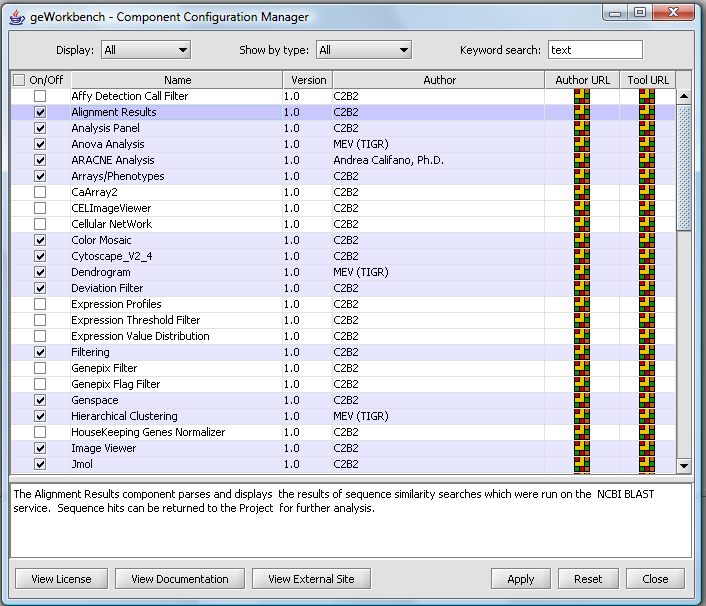 geWorkbench - Component Configuration Manager
Display: All Show by type: All Keyword search: text
On/Off Name Version Author Author URL Tool URL
Affy Detection Call Filter 1.0 C2B2
Alignment Results 1.0 C2B2
Analysis Panel 1.0 C2B2
Anova Analysis 1.0 MEV (TIGR)
ARACNE Analysis 1.0 Andrea Califano, Ph.D.
Arrays/Phenotypes 1.0 C2B2
CaArray2 1.0 C2B2
CELImageViewer 1.0 C2B2
Cellular NetWork 1.0 C2B2
Color Mosaic 1.0 C2B2
Cytoscape_V2_4 1.0 C2B2
Dendrogram 1.0 MEV (TIGR)
Deviation Filter 1.0 C2B2
Expression Profiles 1.0 C2B2
Expression Threshold Filter 1.0 C2B2
Expression Value Distribution 1.0 C2B2
Filtering 1.0 C2B2
Genepix Filter 1.0 C2B2
Genepix Flag Filter 1.0 C2B2
Genspace 1.0 C2B2
Hierarchical Clustering 1.0 MEV (TIGR)
HouseKeeping Genes Normalizer 1.0 C2B2
Image Viewer 1.0 C2B2
Jmol 1.0 C2B2
The Alignment Results component parses and displays the results of sequence similarity searches which were run on the NCBI BLAST
service. Sequence hits can be returned to the Project for further analysis.
View License View Documentation View External Site Apply Reset Close